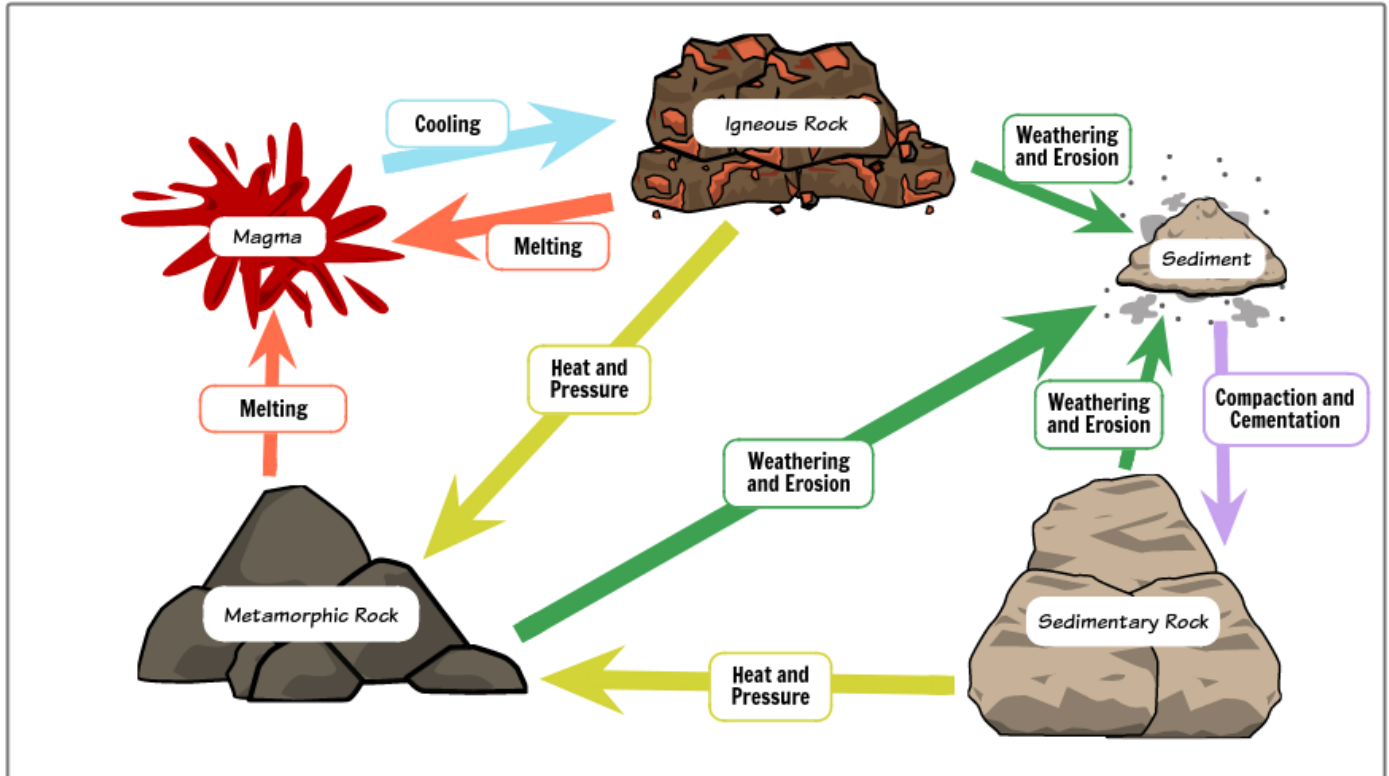 Igneous Rock
Cooling
Weathering
and Erosion
Magma
Melting
Sediment
Heat and
Pressure
Melting
Weathering
and Erosion
Compaction and
Cementation
Weathering
and Erosion
Metamorphic Rock
Sedimentary Rock
Heat and
Pressure